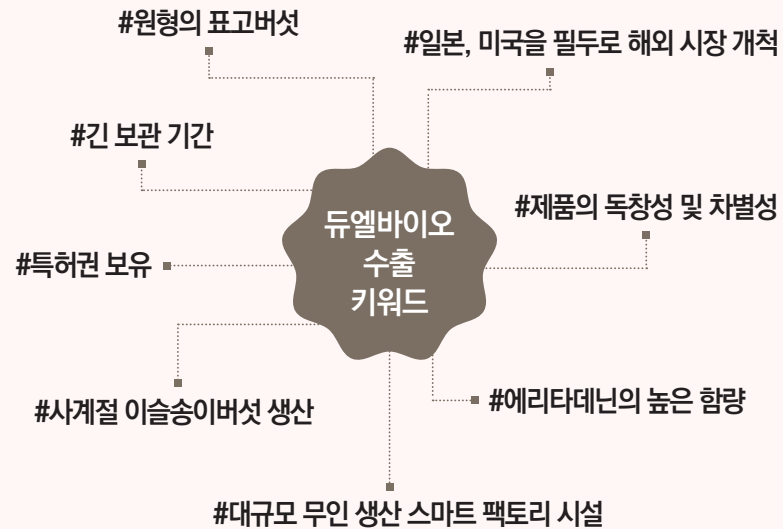 #원형의 표고버섯
#일본, 미국을 필두로 해외 시장 개척
#긴 보관 기간
#제품의 독창성 및 차별성
듀엘바이오
수출
키워드
#특허권 보유
#사계절 이슬송이버섯 생산
#에리타데닌의 높은 함량
#대규모 무인 생산 스마트 팩토리 시설